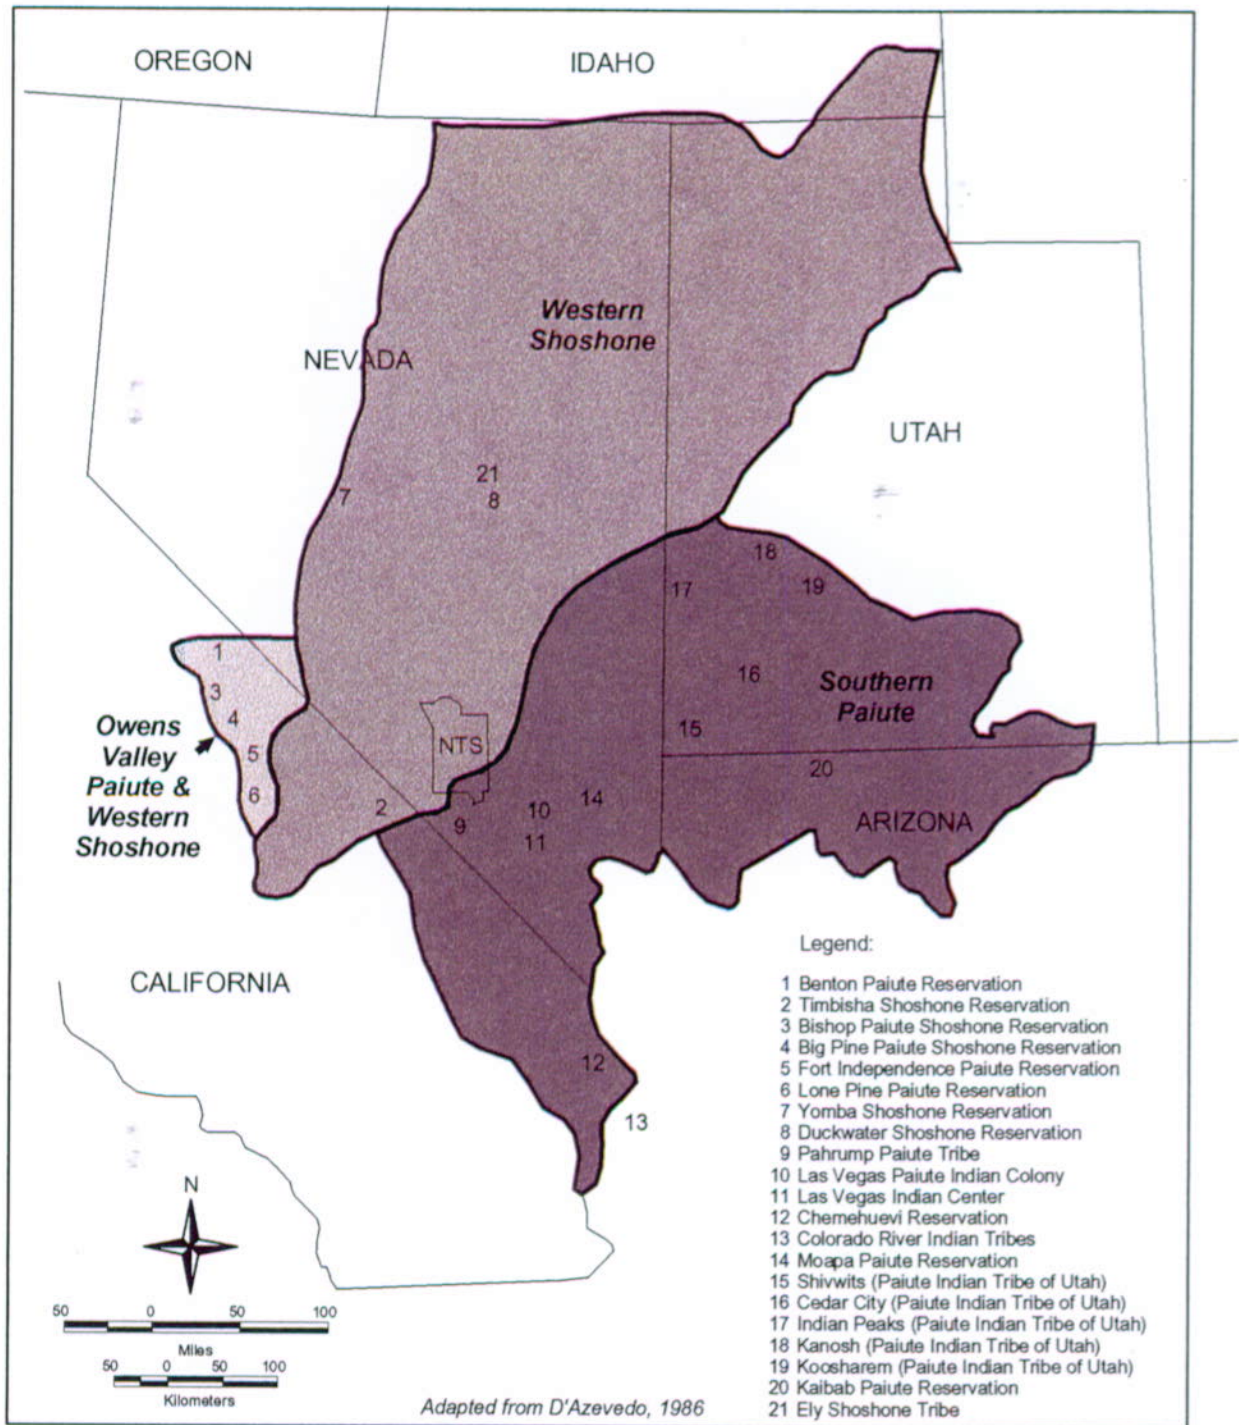 OREGON
IDAHO
Western
Shoshone
NEVADA
UTAH
21
8
7
18
17
19
1
3
4
5
6
Owens
Valley
Paiute &
Western
Shoshone
16
Southern
Paiute
15
NTS
20
2
9
10
11
14
ARIZONA
CALIFORNIA
12
13
Legend:
1 Benton Paiute Reservation
2 Timbisha Shoshone Reservation
3 Bishop Paiute Shoshone Reservation
4 Big Pine Paiute Shoshone Reservation
5 Fort Independence Paiute Reservation
6 Lone Pine Paiute Reservation
7 Yomba Shoshone Reservation
8 Duckwater Shoshone Reservation
9 Pahrump Paiute Tribe
10 Las Vegas Paiute Indian Colony
11 Las Vegas Indian Center
12 Chemehuevi Reservation
13 Colorado River Indian Tribes
14 Moapa Paiute Reservation
15 Shivwits (Paiute Indian Tribe of Utah)
16 Cedar City (Paiute Indian Tribe of Utah)
17 Indian Peaks (Paiute Indian Tribe of Utah)
18 Kanosh (Paiute Indian Tribe of Utah)
19 Koosharem (Paiute Indian Tribe of Utah)
20 Kaibab Paiute Reservation
21 Ely Shoshone Tribe
N
50 0 50 100
Miles
50 0 50 100
Kilometers
Adapted from D'Azevedo, 1986